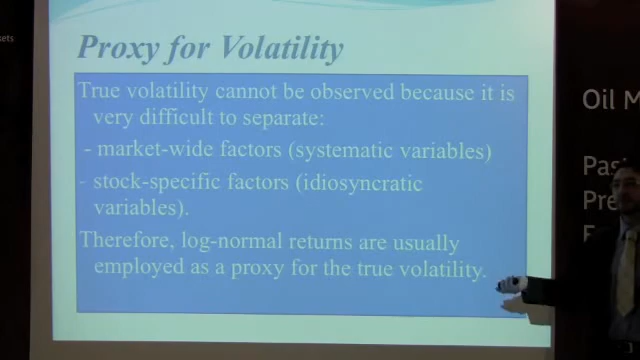 kets
Proxy for Volatility
True volatility cannot be observed because it is
very difficult to separate:
- market-wide factors (systematic variables)
- stock-specific factors (idiosyncratic
variables).
Therefore, log-normal returns are usually
employed as a proxy for the true volatility.
Oil M
Pas
Pre